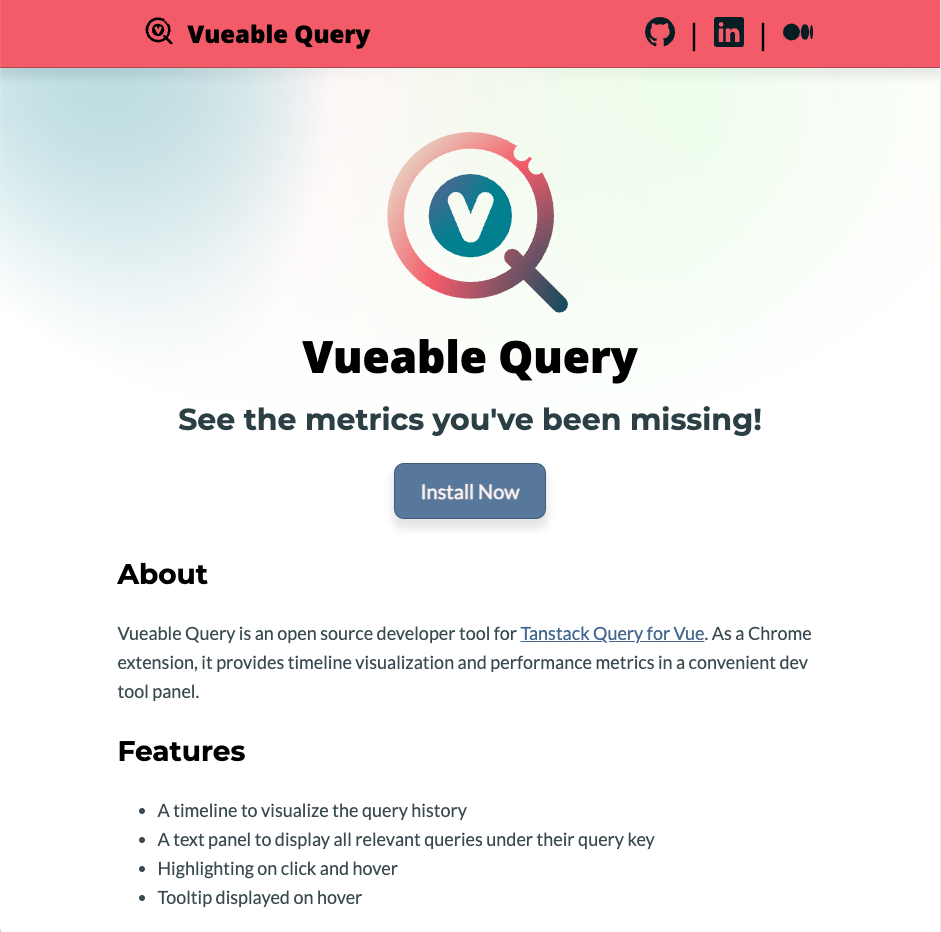 Vueable Query
V
Vueable Query
See the metrics you've been missing!
Install Now
About
Vueable Query is an open source developer tool for Tanstack Query for Vue. As a Chrome
extension, it provides timeline visualization and performance metrics in a convenient dev
tool panel.
Features
• A timeline to visualize the query history
• A text panel to display all relevant queries under their query key
• Highlighting on click and hover
• Tooltip displayed on hover